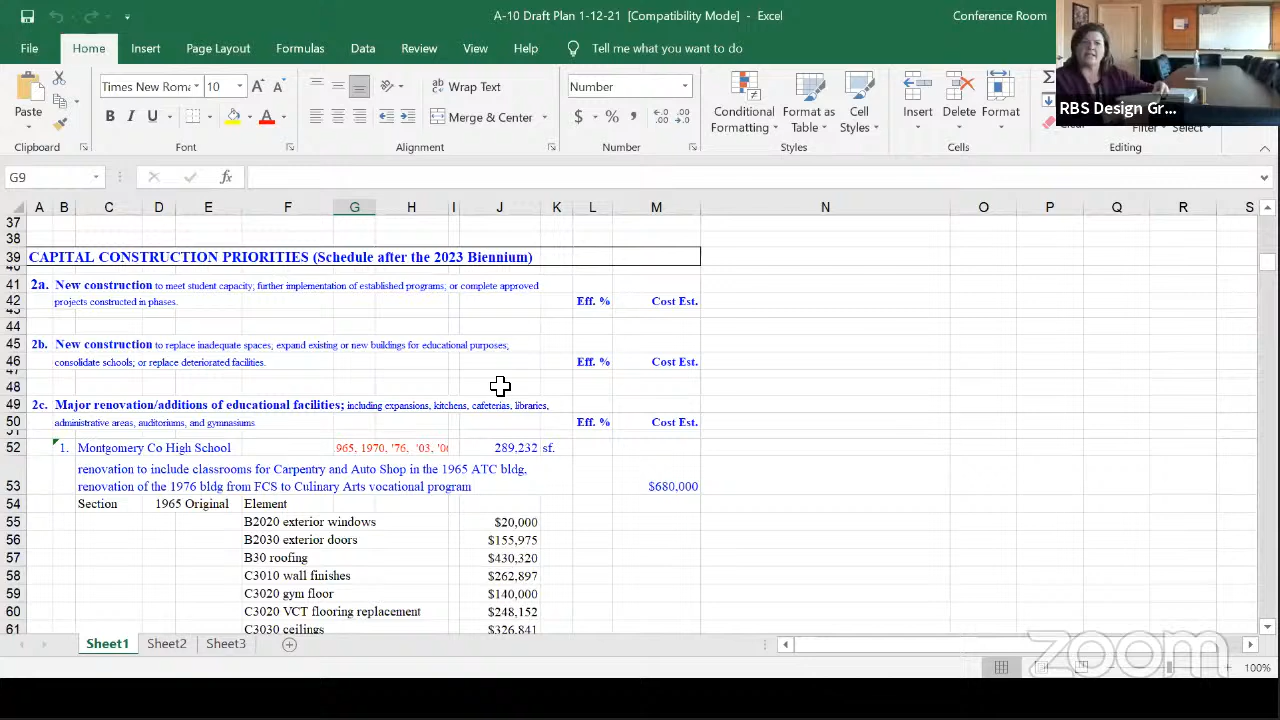 A-10 Draft Plan 1-12-21 [Compatibility Mode] - Excel
Conference Room
File Home Insert Page Layout Formulas Data Review View Help Tell me what you want to do
RBS Design Gr...
Times New Roma 10
Wrap Text
Number
Paste
B I U
Merge & Center
$ % ,
Conditional Formatting
Format as Table
Cell Styles
Insert Delete Format
Filter Select
Clipboard Font Alignment Number Styles Cells Editing
G9 fx
A B C D E F G H I J K L M N O P Q R S
37
38
39 CAPITAL CONSTRUCTION PRIORITIES (Schedule after the 2023 Biennium)
41 2a. New construction to meet student capacity; further implementation of established programs; or complete approved
42 projects constructed in phases. Eff. % Cost Est.
44
45 2b. New construction to replace inadequate spaces; expand existing or new buildings for educational purposes;
46 consolidate schools; or replace deteriorated facilities. Eff. % Cost Est.
48
49 2c. Major renovation/additions of educational facilities; including expansions, kitchens, cafeterias, libraries,
50 administrative areas, auditoriums, and gymnasiums Eff. % Cost Est.
52 1. Montgomery Co High School 965, 1970, '76, '03, '0 289,232 sf.
renovation to include classrooms for Carpentry and Auto Shop in the 1965 ATC bldg,
53 renovation of the 1976 bldg from FCS to Culinary Arts vocational program $680,000
54 Section 1965 Original Element
55 B2020 exterior windows $20,000
56 B2030 exterior doors $155,975
57 B30 roofing $430,320
58 C3010 wall finishes $262,897
59 C3020 gym floor $140,000
60 C3020 VCT flooring replacement $248,152
61 C3030 ceilings $326,841
Sheet1 Sheet2 Sheet3
zoom
100%